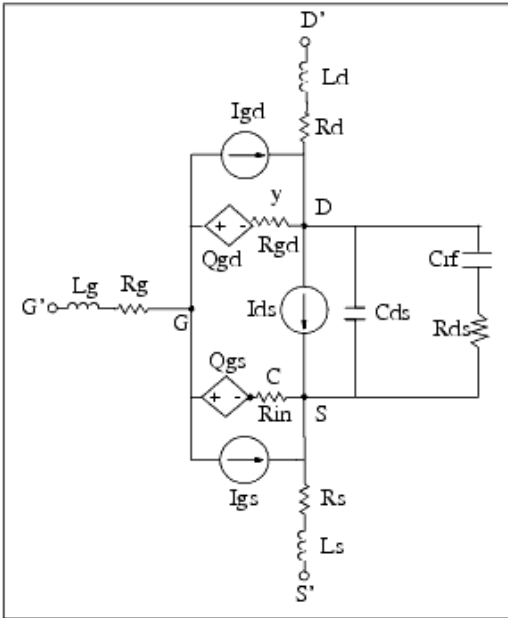 D'
Ld
Igd
Rd
y
D
+ -
Rgd
Qgd
Crf
Lg
Rg
G'
G
Ids
Cds
Rds
Qgs
C
+ -
Rin
S
Igs
Rs
Ls
S'